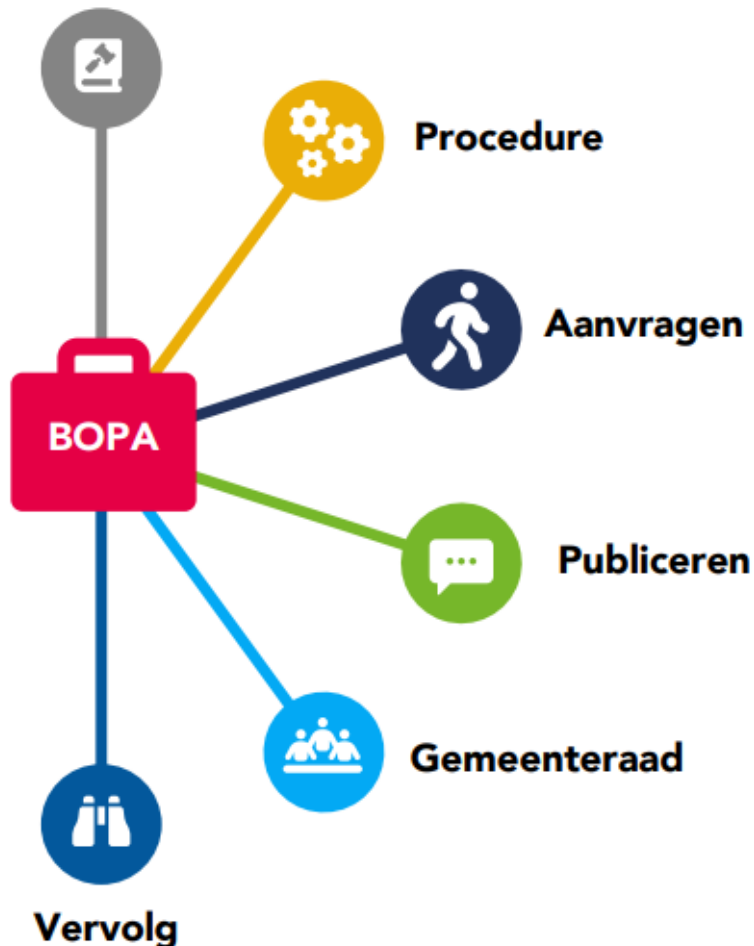 Procedure
Aanvragen
BOPA
Publiceren
Gemeenteraad
Vervolg